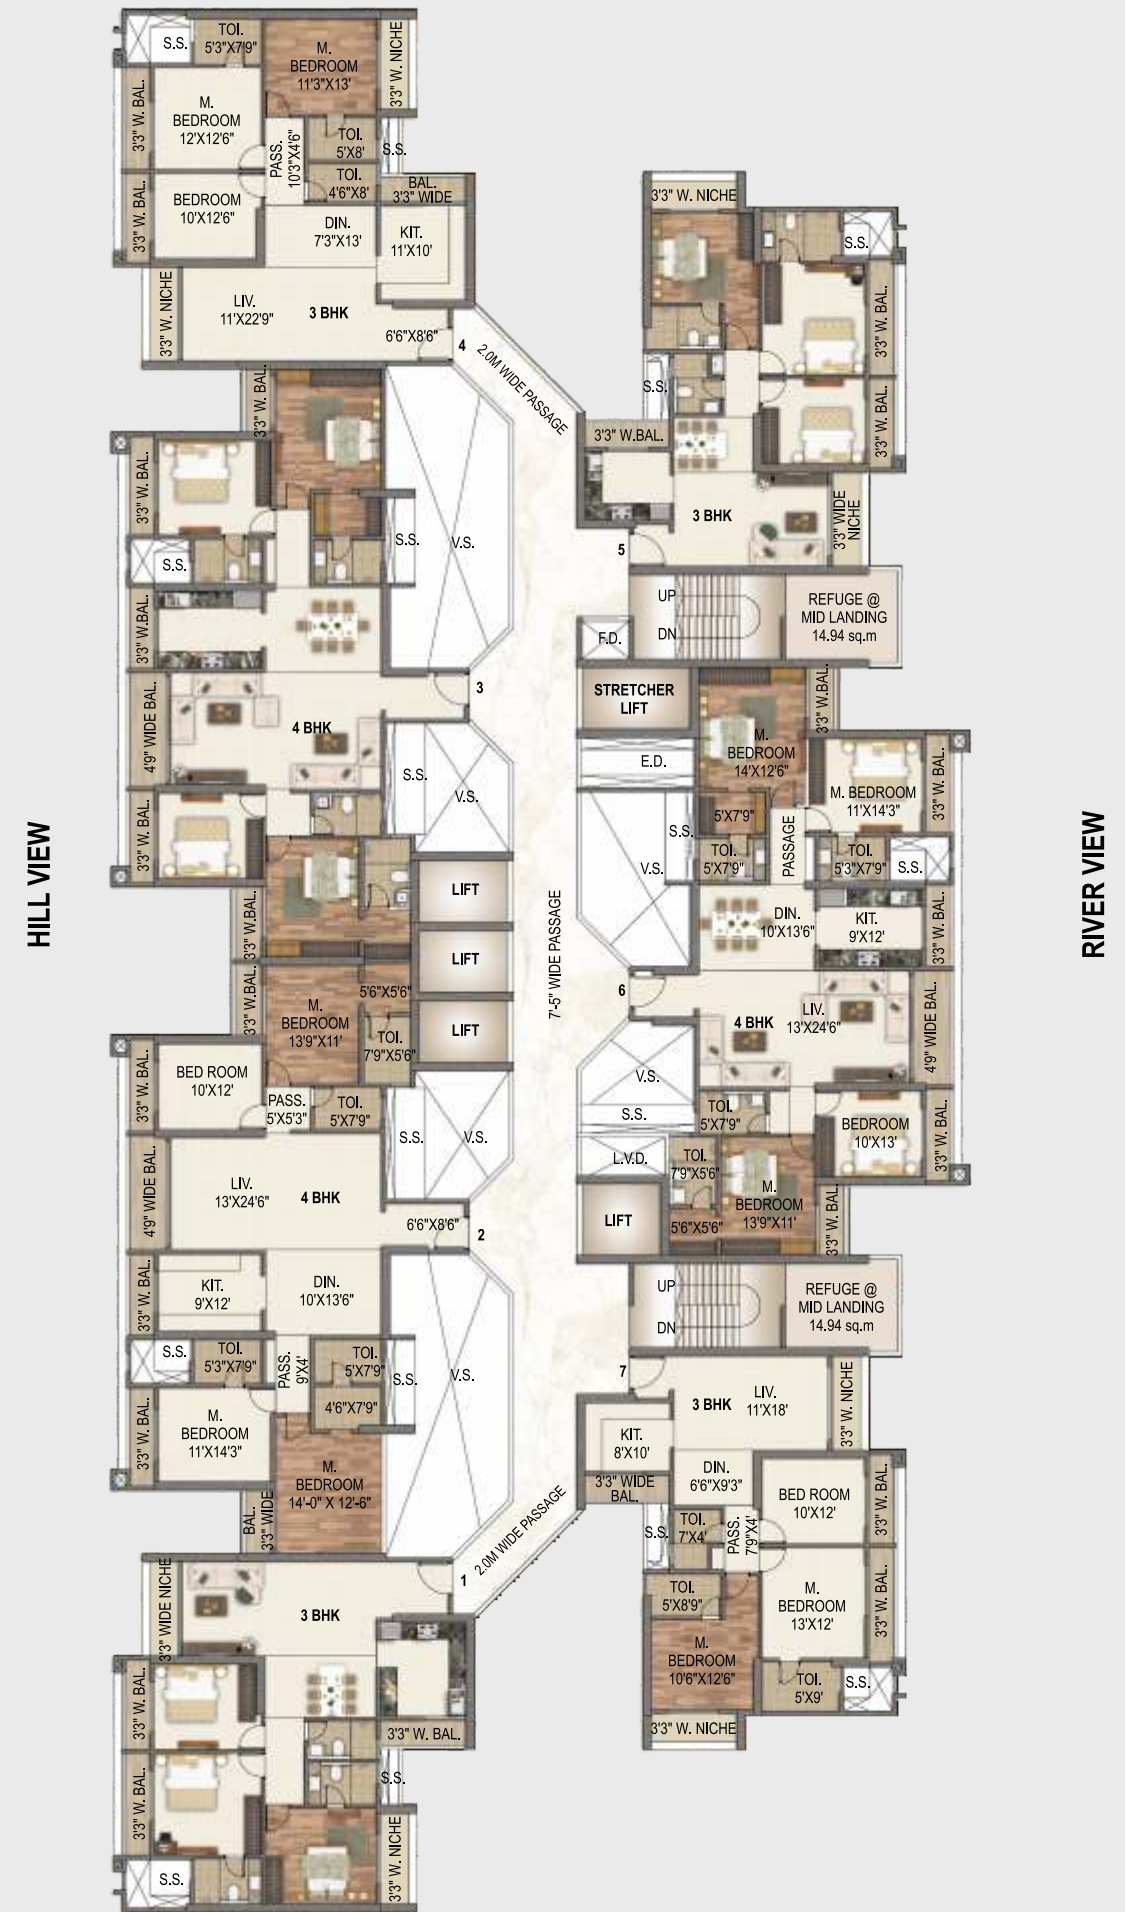 HILL VIEW
RIVER VIEW
TOI.
5'3"X7'9"
S.S.
M.
BEDROOM
11'3"X13'
3'3" W. NICHE
M.
BEDROOM
12'X12'6"
3'3" W. BAL.
PASS.
10'3"X4'6"
TOI.
5'X8'
S.S.
TOI.
4'6"X8'
BAL.
3'3" WIDE
BEDROOM
10'X12'6"
3'3" W. BAL.
DIN.
7'3"X13'
KIT.
11'X10'
3'3" W. NICHE
LIV.
11'X22'9"
3 BHK
6'6"X8'6"
4
2.0M WIDE PASSAGE
3'3" W. NICHE
S.S.
3'3" W. BAL.
S.S.
3'3" W. BAL.
3'3" W.BAL.
3 BHK
3'3" WIDE
NICHE
5
UP
DN
REFUGE @
MID LANDING
14.94 sq.m
F.D.
3'3" W. BAL.
3'3" W. BAL.
S.S.
S.S.
V.S.
3'3" W.BAL.
3
4'9" WIDE BAL.
4 BHK
S.S.
V.S.
3'3" W. BAL.
3'3" W.BAL.
LIFT
LIFT
LIFT
7'-5" WIDE PASSAGE
STRETCHER
LIFT
3'3" W.BAL.
M.
BEDROOM
14'X12'6"
E.D.
M. BEDROOM
11'X14'3"
3'3" W. BAL.
5'X7'9"
S.S.
V.S.
TOI.
5'X7'9"
PASSAGE
TOI.
5'3"X7'9"
S.S.
DIN.
10'X13'6"
KIT.
9'X12'
3'3" W. BAL.
6
4 BHK
LIV.
13'X24'6"
4'9" WIDE BAL.
V.S.
S.S.
TOI.
5'X7'9"
BEDROOM
10'X13'
3'3" W. BAL.
L.V.D.
TOI.
7'9"X5'6"
M.
BEDROOM
13'9"X11'
5'6"X5'6"
3'3" W. BAL.
LIFT
3'3" W.BAL.
M.
BEDROOM
13'9"X11'
5'6"X5'6"
TOI.
7'9"X5'6"
BED ROOM
10'X12'
3'3" W. BAL.
PASS.
5'X5'3"
TOI.
5'X7'9"
S.S.
V.S.
4'9" WIDE BAL.
LIV.
13'X24'6"
4 BHK
6'6"X8'6"
2
KIT.
9'X12'
3'3" W. BAL.
DIN.
10'X13'6"
S.S.
TOI.
5'3"X7'9"
PASS.
9'X4'
TOI.
5'X7'9"
S.S.
V.S.
4'6"X7'9"
M.
BEDROOM
11'X14'3"
3'3" W. BAL.
M.
BEDROOM
14'-0" X 12'-6"
BAL.
3'3" WIDE
UP
DN
REFUGE @
MID LANDING
14.94 sq.m
7
3 BHK
LIV.
11'X18'
3'3" W. NICHE
KIT.
8'X10'
3'3" WIDE
BAL.
DIN.
6'6"X9'3"
BED ROOM
10'X12'
3'3" W. BAL.
S.S.
TOI.
7'X4'
PASS.
7'9"X4'
TOI.
5'X8'9"
M.
BEDROOM
13'X12'
3'3" W. BAL.
M.
BEDROOM
10'6"X12'6"
TOI.
5'X9'
S.S.
3'3" W. NICHE
2.0M WIDE PASSAGE
1
3'3" WIDE NICHE
3 BHK
3'3" W. BAL.
3'3" W. BAL.
S.S.
3'3" W. BAL.
3'3" W. NICHE
S.S.